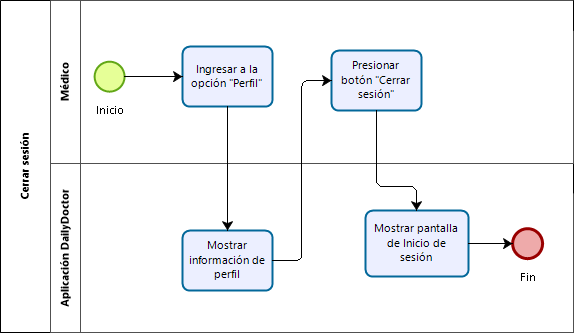 Cerrar sesión
Médico
Inicio
Ingresar a la
opción "Perfil"
Presionar
botón "Cerrar
sesión"
Aplicación DailyDoctor
Mostrar
información de
perfil
Mostrar pantalla
de Inicio de
sesión
Fin